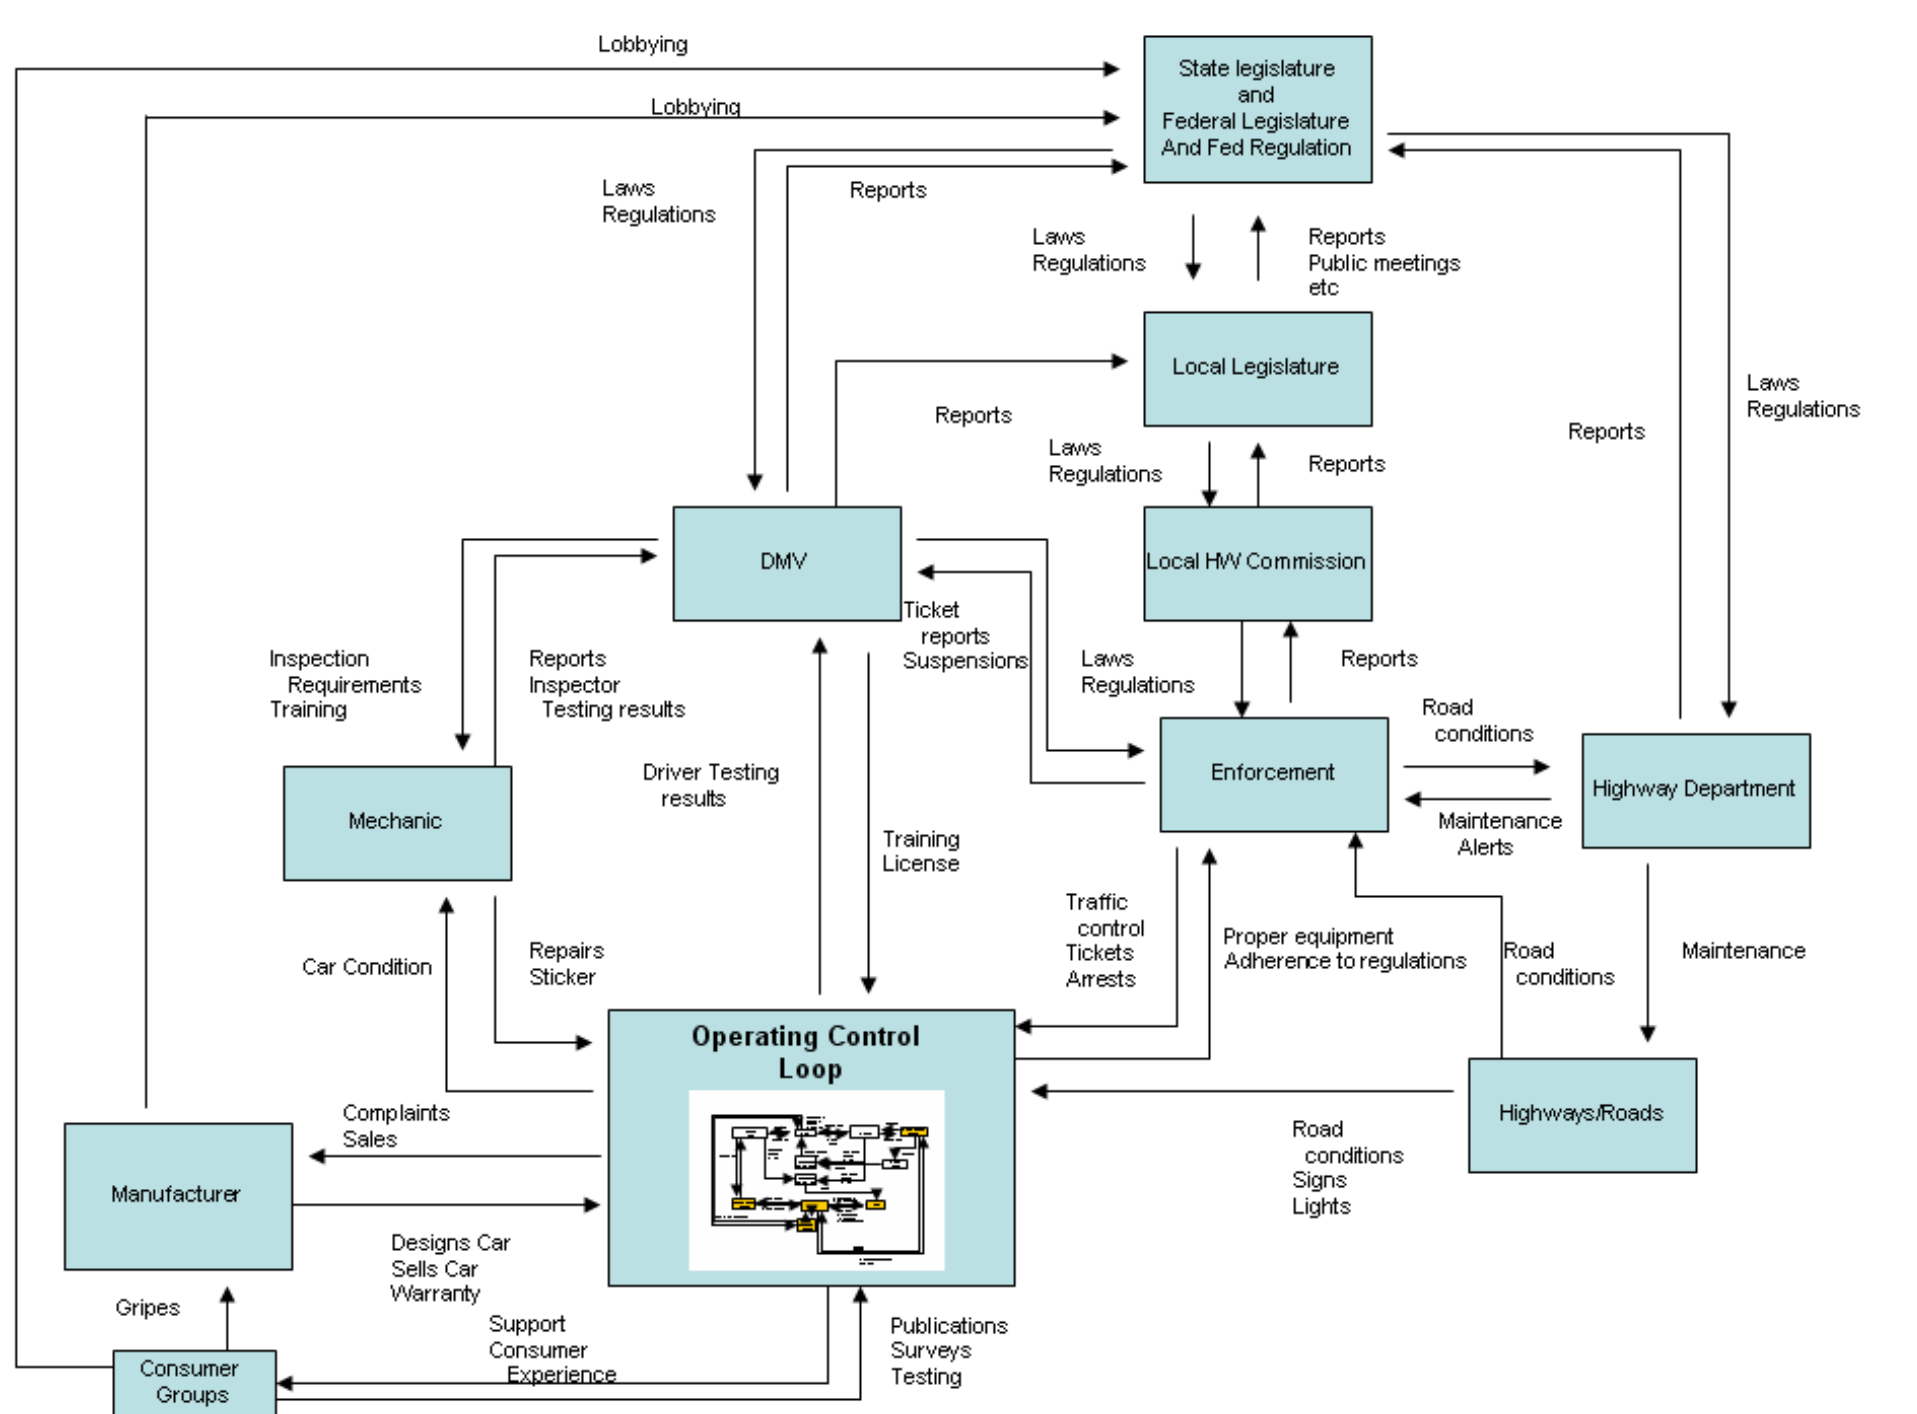 Lobbying
Lobbying
State legislature
and
Federal Legislature
And Fed Regulation
Laws
Regulations
Reports
Laws
Regulations
Reports
Public meetings
etc
Local Legislature
Laws
Regulations
Reports
Reports
Laws
Regulations
Reports
DMV
Local HW Commission
Ticket
reports
Suspensions
Inspection
Requirements
Training
Reports
Inspector
Testing results
Laws
Regulations
Reports
Road
conditions
Driver Testing
results
Enforcement
Highway Department
Mechanic
Maintenance
Alerts
Training
License
Traffic
control
Tickets
Arrests
Proper equipment
Adherence to regulations
Road
conditions
Maintenance
Car Condition
Repairs
Sticker
Operating Control
Loop
Complaints
Sales
Highways/Roads
Road
conditions
Signs
Lights
Manufacturer
Designs Car
Sells Car
Warranty
Gripes
Support
Consumer
Experience
Publications
Surveys
Testing
Consumer
Groups